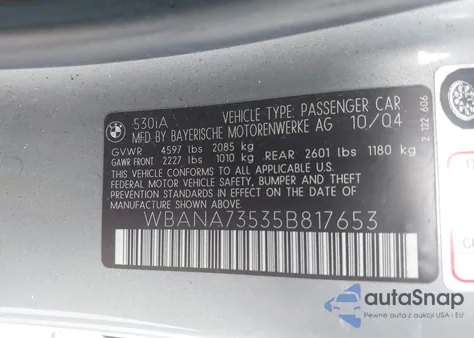 530iA VEHICLE TYPE: PASSENGER CAR
MFD BY BAYERISCHE MOTORENWERKE AG 10/04
GVWR 4597 lbs 2085 kg
GAWR FRONT 2227 lbs 1010 kg REAR 2601 lbs 1180 kg
THIS VEHICLE CONFORMS TO ALL APPLICABLE U.S.
FEDERAL MOTOR VEHICLE SAFETY, BUMPER AND THEFT
PREVENTION STANDARDS IN EFFECT ON THE DATE OF
MANUFACTURE SHOWN ABOVE.
WBANA73535B817653
2 122 606
autoSnap
Pewne auta z aukcji USA i EU